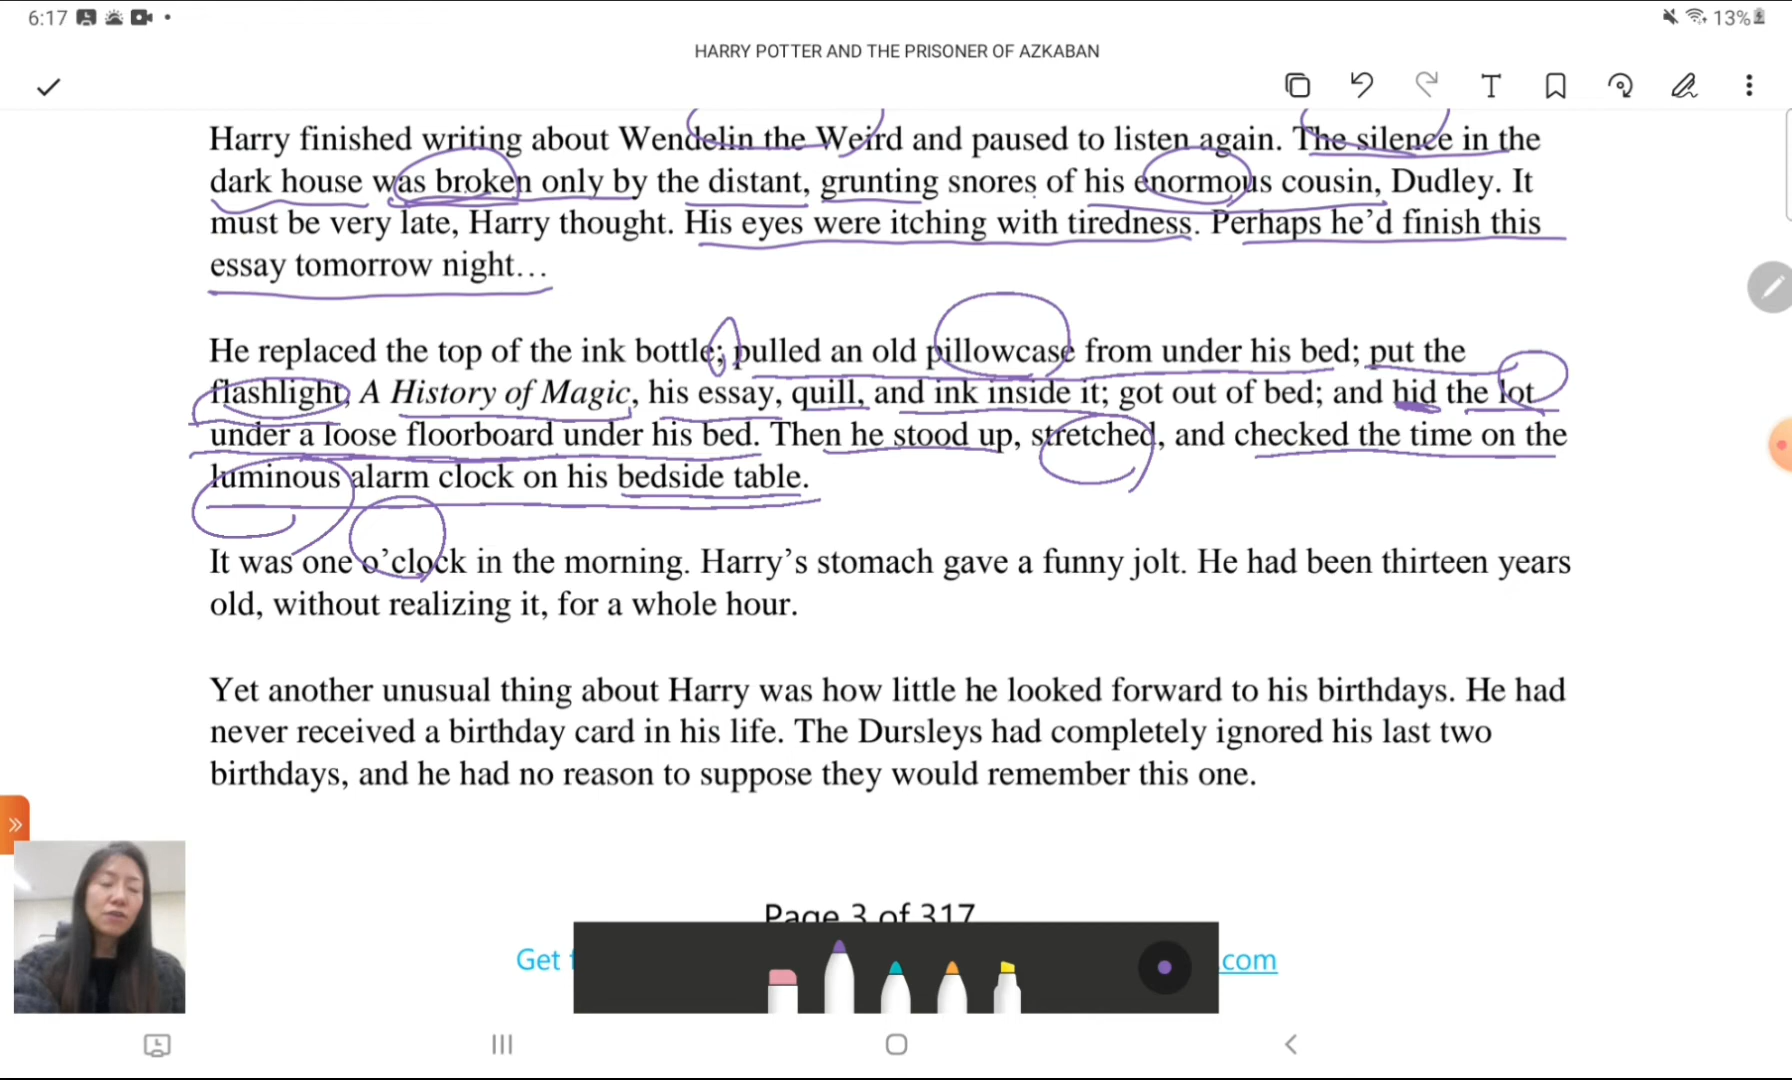 6:17
13%
HARRY POTTER AND THE PRISONER OF AZKABAN
T
Harry finished writing about Wendelin the Weird and paused to listen again. The silence in the
dark house was broken only by the distant, grunting snores of his enormous cousin, Dudley. It
must be very late, Harry thought. His eyes were itching with tiredness. Perhaps he’d finish this
essay tomorrow night…
He replaced the top of the ink bottle; pulled an old pillowcase from under his bed; put the
flashlight, A History of Magic, his essay, quill, and ink inside it; got out of bed; and hid the lot
under a loose floorboard under his bed. Then he stood up, stretched, and checked the time on the
luminous alarm clock on his bedside table.
It was one o’clock in the morning. Harry’s stomach gave a funny jolt. He had been thirteen years
old, without realizing it, for a whole hour.
Yet another unusual thing about Harry was how little he looked forward to his birthdays. He had
never received a birthday card in his life. The Dursleys had completely ignored his last two
birthdays, and he had no reason to suppose they would remember this one.
Page 3 of 317
Get .com